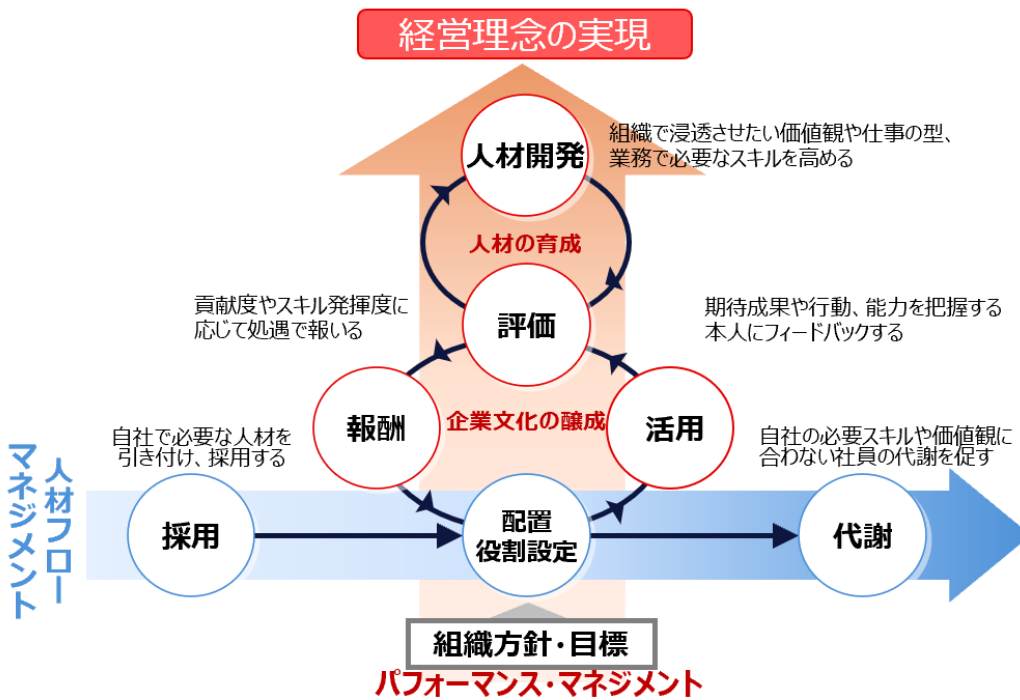 経営理念の実現
人材開発
組織で浸透させたい価値観や仕事の型、
業務で必要なスキルを高める
人材の育成
貢献度やスキル発揮度に
応じて処遇で報いる
評価
期待成果や行動、能力を把握する
本人にフィードバックする
報酬
企業文化の醸成
活用
自社で必要な人材を
引き付け、採用する
自社の必要スキルや価値観に
合わない社員の代謝を促す
人材フロー
マネジメント
採用
配置
役割設定
代謝
組織方針・目標
パフォーマンス・マネジメント